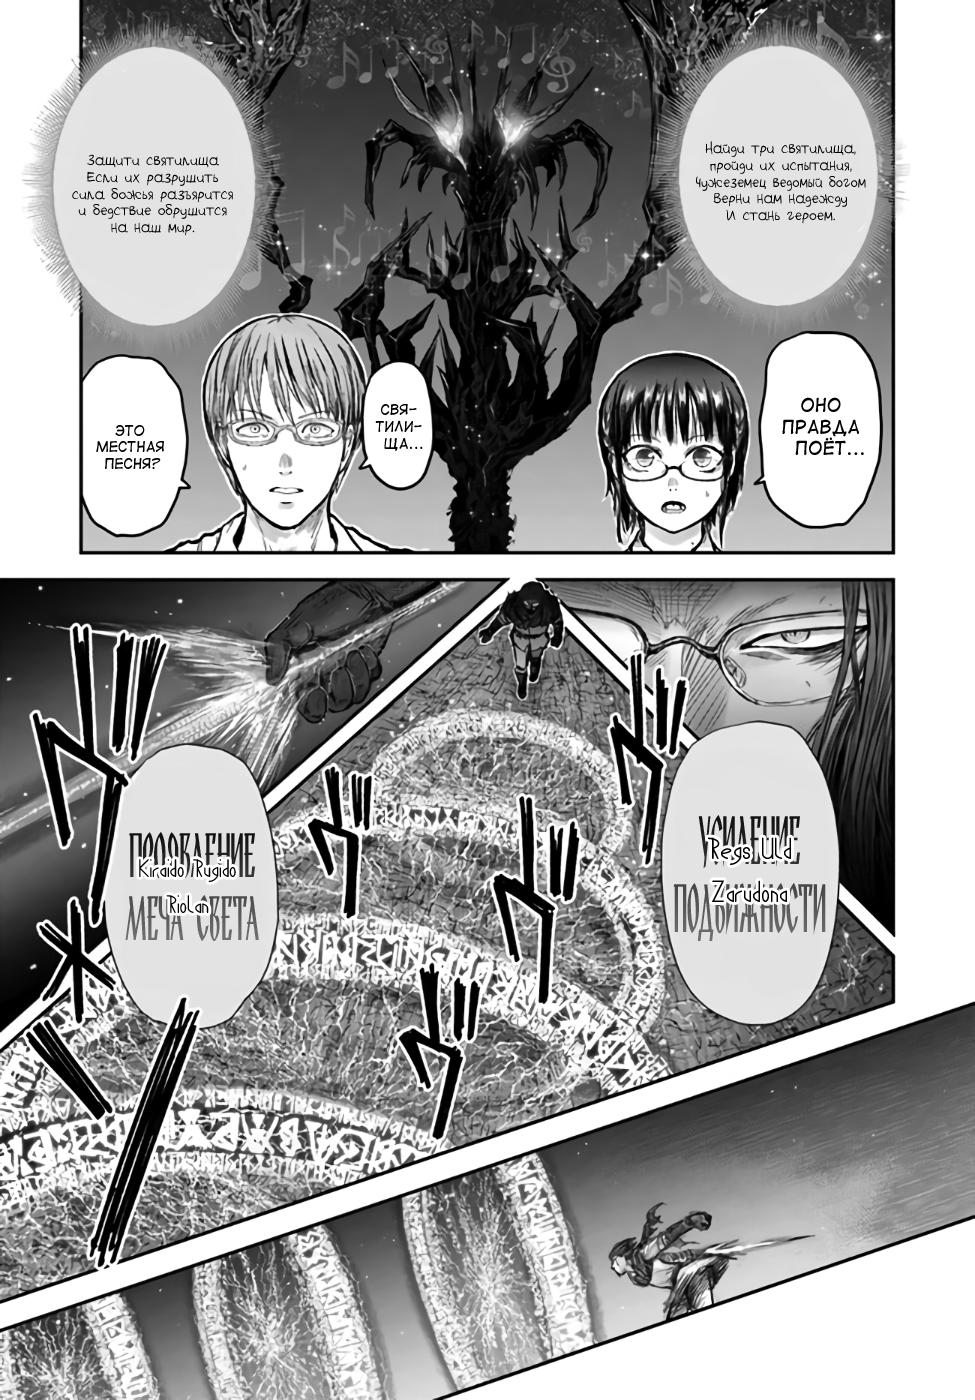 Найди три святилища,
пройди их испытания,
Чужеземец ведомый богом
Верни нам надежду
И стань героем.
Защити святилища
Если их разрушить
сила божья разъярится
и бедствие обрушится
на наш мир.
ОНО
ПРАВДА
ПОЁТ...
СВЯ-
ТИЛИ-
ЩА...
ЭТО
МЕСТНАЯ
ПЕСНЯ?
УСИЛЕНИЕ
Regs Uld
Zarudona
ПОДВИЖНОСТИ
Kiraido Rugido
Riolan
МЕЧА СВЕТА